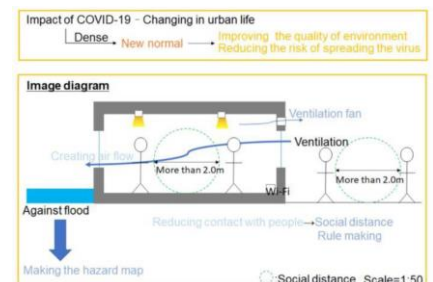 Impact of COVID-19 - Changing in urban life
Dense
New normal
Improving the quality of environment
Reducing the risk of spreading the virus
Image diagram
Ventilation fan
Ventilation
Creating air flow
More than 2.0m
More than 2.0m
Wi-Fi
Against flood
Reducing contact with people→Social distance
Rule making
Making the hazard map
:Social distance Scale=1:50